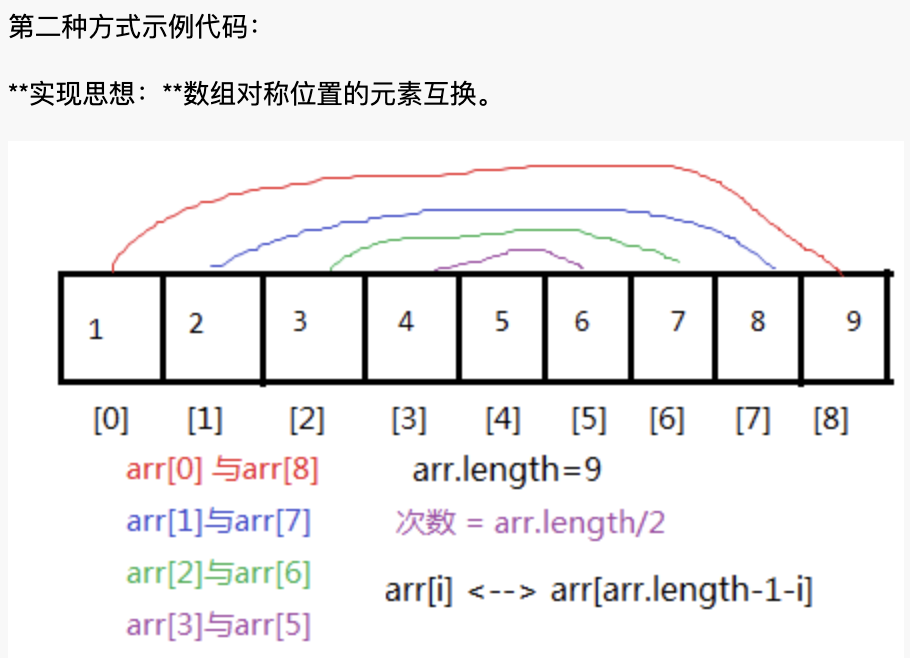 第二种方式示例代码：
**实现思想：**数组对称位置的元素互换。
1 2 3 4 5 6 7 8 9
[0] [1] [2] [3] [4] [5] [6] [7] [8]
arr[0] 与arr[8] arr.length=9
arr[1]与arr[7] 次数 = arr.length/2
arr[2]与arr[6]
arr[i] <--> arr[arr.length-1-i]
arr[3]与arr[5]